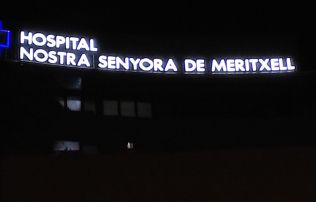 HOSPITAL
NOSTRA SENYORA DE MERITXELL